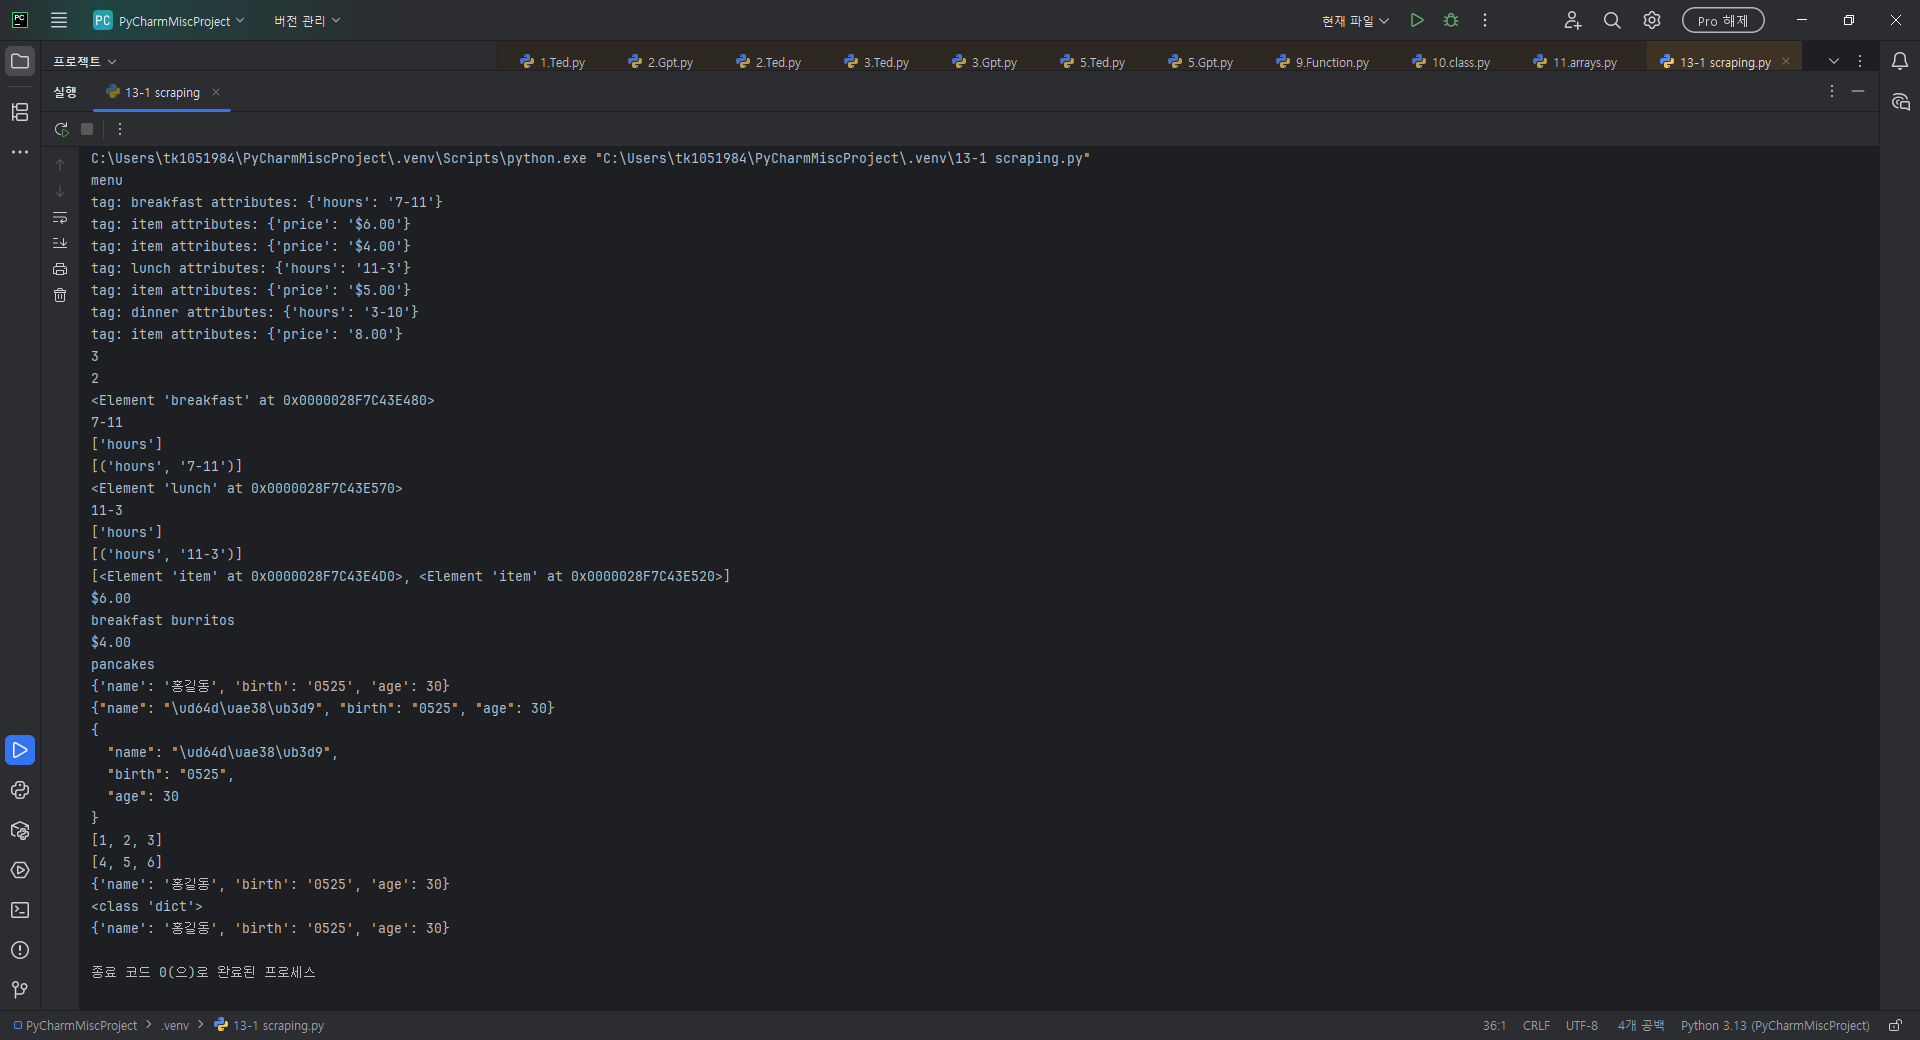 PC PyCharmMiscProject 버전 관리 현재 파일 Pro 해제
프로젝트 1.Ted.py 2.Gpt.py 2.Ted.py 3.Ted.py 3.Gpt.py 5.Ted.py 5.Gpt.py 9.Function.py 10.class.py 11.arrays.py 13-1 scraping.py
실행 13-1 scraping
C:\Users\tk1051984\PyCharmMiscProject\.venv\Scripts\python.exe "C:\Users\tk1051984\PyCharmMiscProject\.venv\13-1 scraping.py"
menu
tag: breakfast attributes: {'hours': '7-11'}
tag: item attributes: {'price': '$6.00'}
tag: item attributes: {'price': '$4.00'}
tag: lunch attributes: {'hours': '11-3'}
tag: item attributes: {'price': '$5.00'}
tag: dinner attributes: {'hours': '3-10'}
tag: item attributes: {'price': '8.00'}
3
2
<Element 'breakfast' at 0x0000028F7C43E480>
7-11
['hours']
[('hours', '7-11')]
<Element 'lunch' at 0x0000028F7C43E570>
11-3
['hours']
[('hours', '11-3')]
[<Element 'item' at 0x0000028F7C43E4D0>, <Element 'item' at 0x0000028F7C43E520>]
$6.00
breakfast burritos
$4.00
pancakes
{'name': '홍길동', 'birth': '0525', 'age': 30}
{"name": "\ud64d\uae38\ub3d9", "birth": "0525", "age": 30}
{
  "name": "\ud64d\uae38\ub3d9",
  "birth": "0525",
  "age": 30
}
[1, 2, 3]
[4, 5, 6]
{'name': '홍길동', 'birth': '0525', 'age': 30}
<class 'dict'>
{'name': '홍길동', 'birth': '0525', 'age': 30}
종료 코드 0(으)로 완료된 프로세스
PyCharmMiscProject > .venv > 13-1 scraping.py 36:1 CRLF UTF-8 4개 공백 Python 3.13 (PyCharmMiscProject)